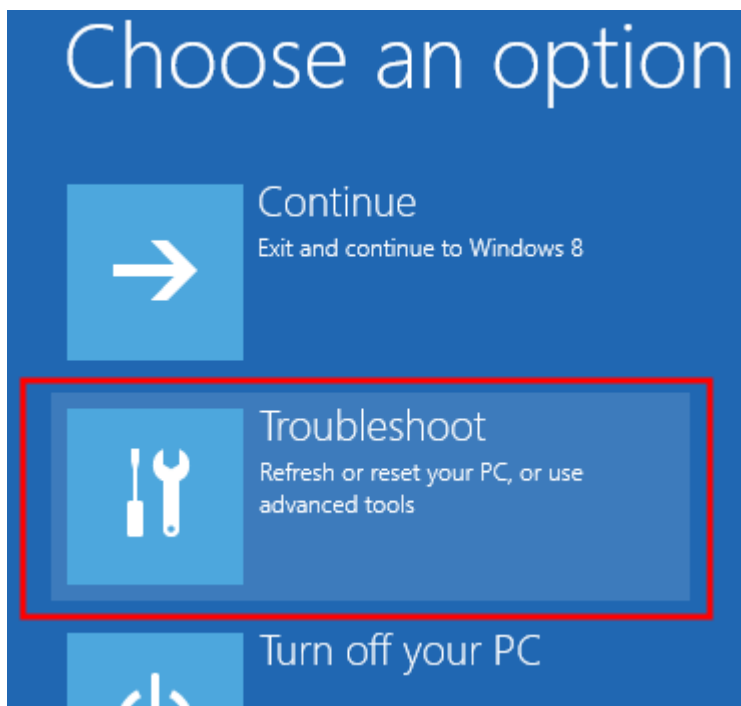 Choose an option
Continue
Exit and continue to Windows 8
Troubleshoot
Refresh or reset your PC, or use
advanced tools
Turn off your PC